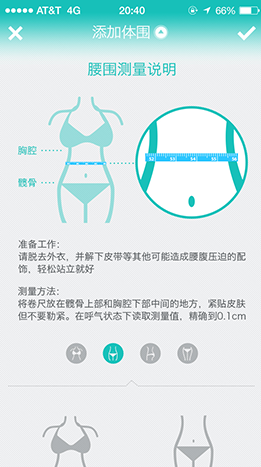 AT&T 4G 20:40 66%
添加体围
腰围测量说明
胸腔
髋骨
准备工作:
请脱去外衣，并解下皮带等其他可能造成腰腹压迫的配
饰，轻松站立就好
测量方法:
将卷尺放在髋骨上部和胸腔下部中间的地方，紧贴皮肤
但不要勒紧。在呼气状态下读取测量值，精确到0.1cm